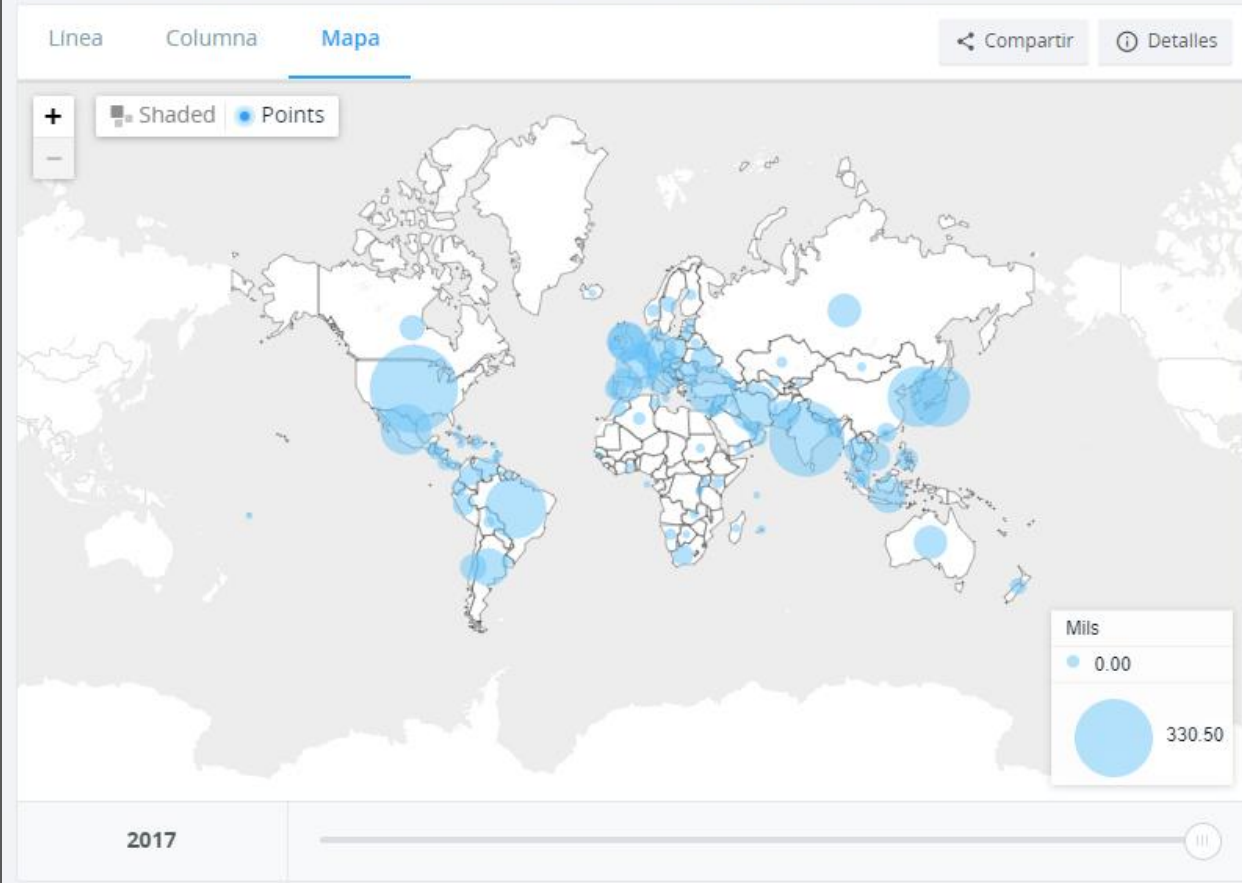 Línea Columna Mapa Compartir Detalles
+ Shaded Points
−
Mils
0.00
330.50
2017